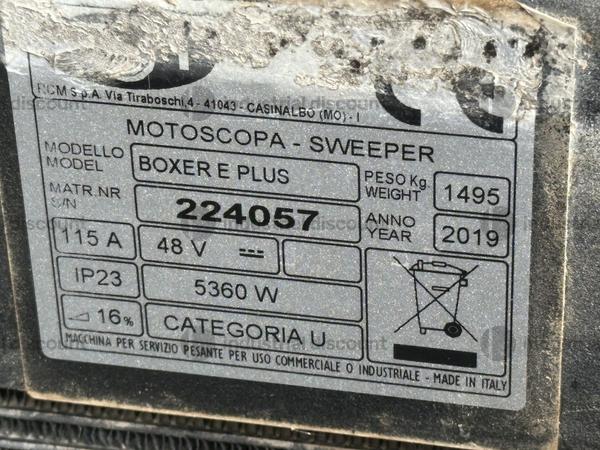 RCM S.p.A. Via Tiraboschi,4 - 41043 - CASINALBO (MO) - I
MOTOSCOPA - SWEEPER
MODELLO
MODEL
BOXER E PLUS
PESO Kg.
WEIGHT
1495
MATR.NR
S/N
224057
ANNO
YEAR
2019
115 A
48 V
IP23
5360 W
16%
CATEGORIA U
MACCHINA PER SERVIZIO PESANTE PER USO COMMERCIALE O INDUSTRIALE - MADE IN ITALY
industrial discount